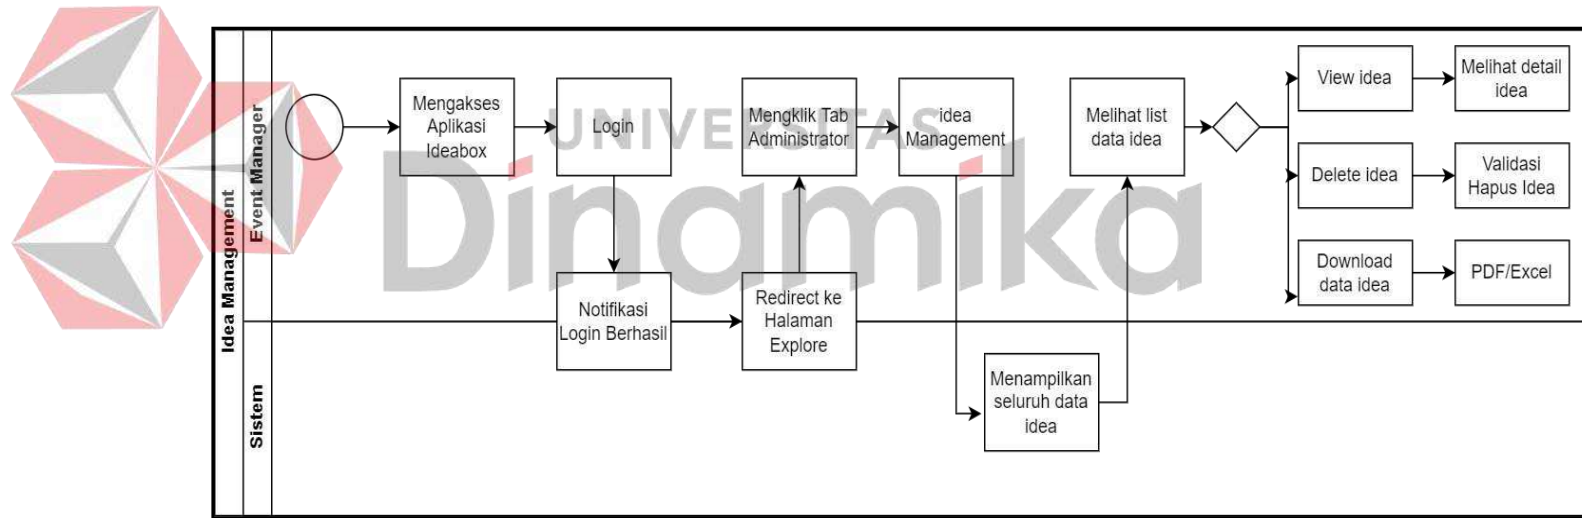 Idea Management
Event Manager
Sistem
UNIVERSITAS
Dinamika
Mengakses
Aplikasi
Ideabox
Login
Notifikasi
Login Berhasil
Redirect ke
Halaman
Explore
Mengklik Tab
Administrator
idea
Management
Menampilkan
seluruh data
idea
Melihat list
data idea
View idea
Melihat detail
idea
Delete idea
Validasi
Hapus Idea
Download
data idea
PDF/Excel